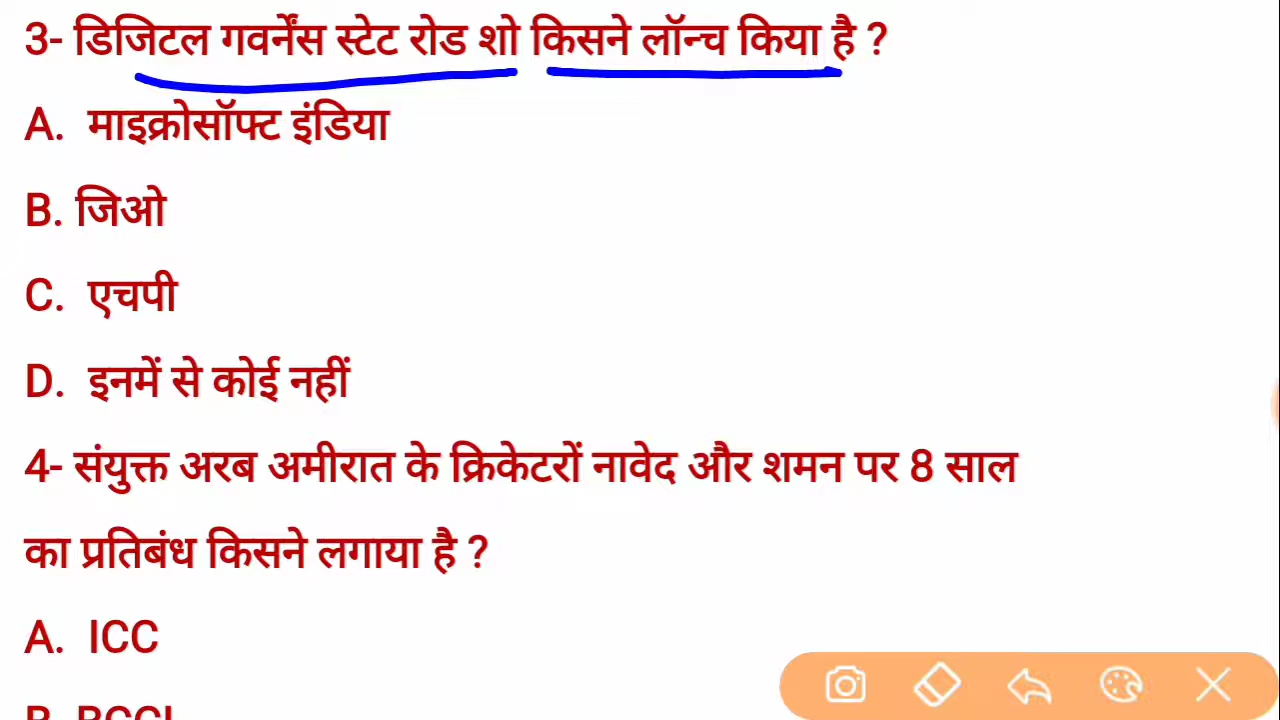 3- डिजिटल गवर्नेंस स्टेट रोड शो किसने लॉन्च किया है ?
A. माइक्रोसॉफ्ट इंडिया
B. जिओ
C. एचपी
D. इनमें से कोई नहीं
4- संयुक्त अरब अमीरात के क्रिकेटरों नावेद और शमन पर 8 साल
का प्रतिबंध किसने लगाया है ?
A. ICC
B. BCCI